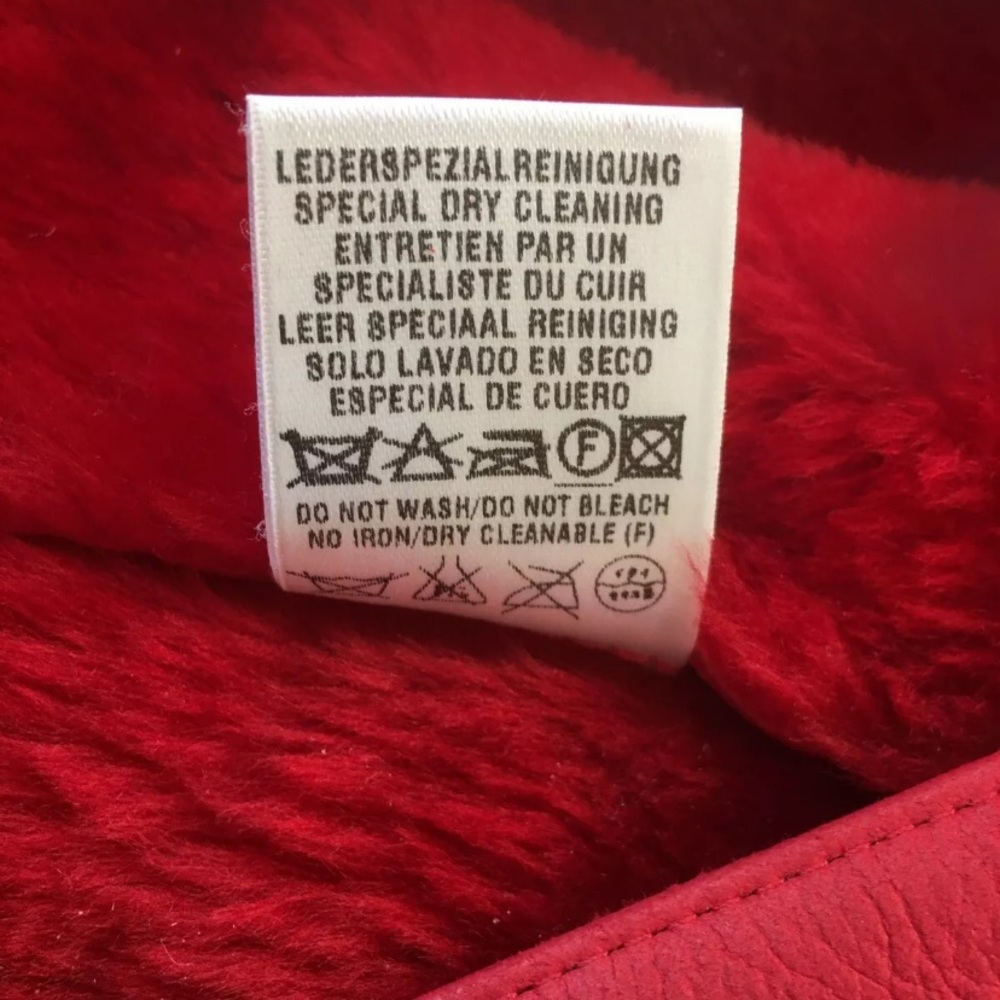 LEDERSPEZIALREINIGUNG
SPECIAL DRY CLEANING
ENTRETIEN PAR UN
SPECIALISTE DU CUIR
LEER SPECIAAL REINIGING
SOLO LAVADO EN SECO
ESPECIAL DE CUERO
F
DO NOT WASH/DO NOT BLEACH
NO IRON/DRY CLEANABLE (F)